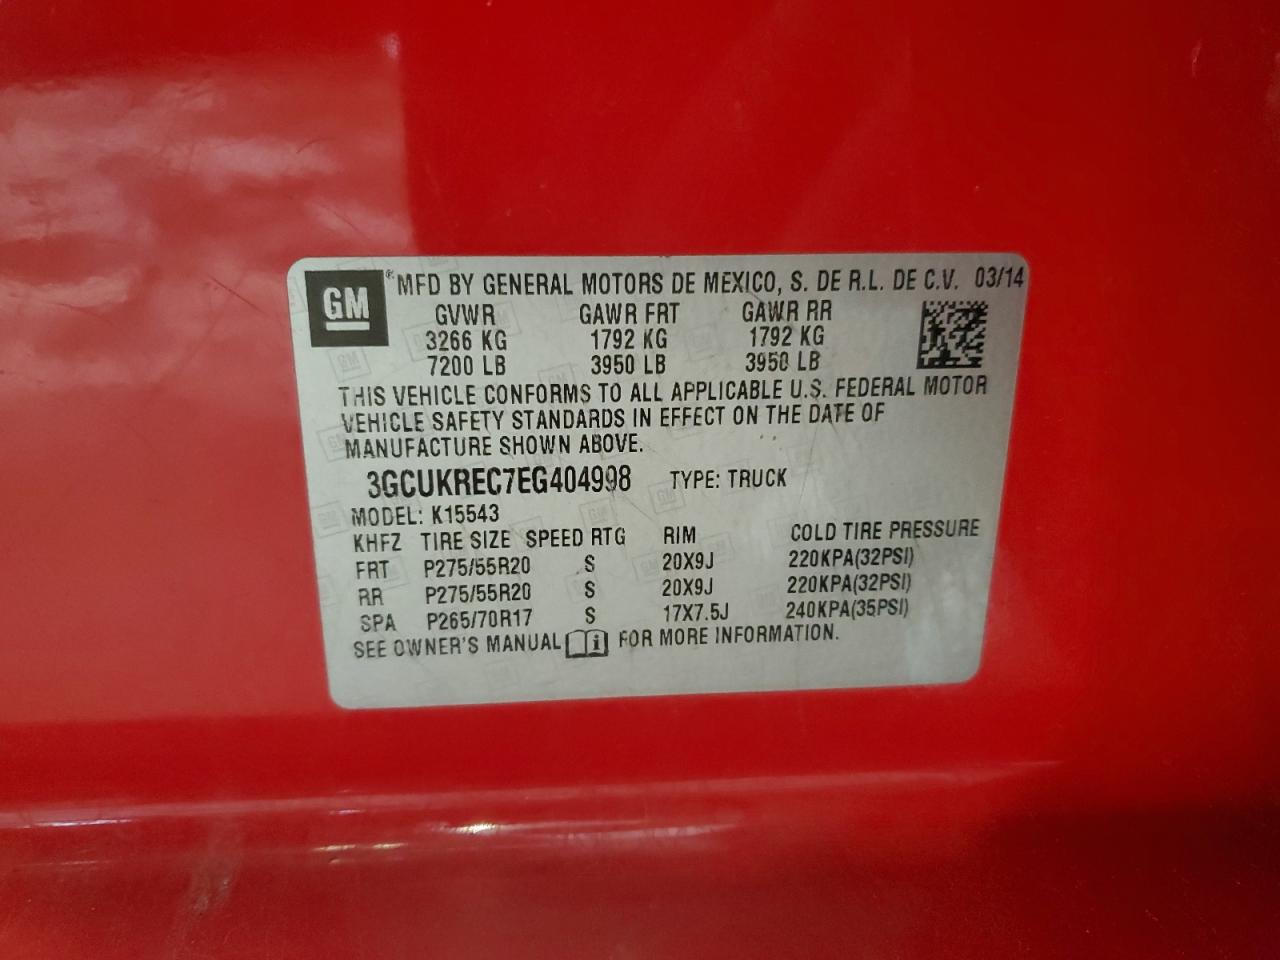 GM
® MFD BY GENERAL MOTORS DE MEXICO, S. DE R.L. DE C.V. 03/14
GVWR GAWR FRT GAWR RR
3266 KG 1792 KG 1792 KG
7200 LB 3950 LB 3950 LB
THIS VEHICLE CONFORMS TO ALL APPLICABLE U.S. FEDERAL MOTOR
VEHICLE SAFETY STANDARDS IN EFFECT ON THE DATE OF
MANUFACTURE SHOWN ABOVE.
3GCUKREC7EG404998 TYPE: TRUCK
MODEL: K15543
KHFZ TIRE SIZE SPEED RTG RIM COLD TIRE PRESSURE
FRT P275/55R20 S 20X9J 220KPA(32PSI)
RR P275/55R20 S 20X9J 220KPA(32PSI)
SPA P265/70R17 S 17X7.5J 240KPA(35PSI)
SEE OWNER'S MANUAL FOR MORE INFORMATION.